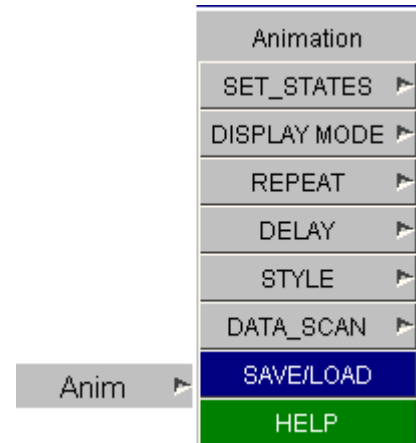 Animation
SET_STATES
DISPLAY MODE
REPEAT
DELAY
STYLE
DATA_SCAN
Anim
SAVE/LOAD
HELP